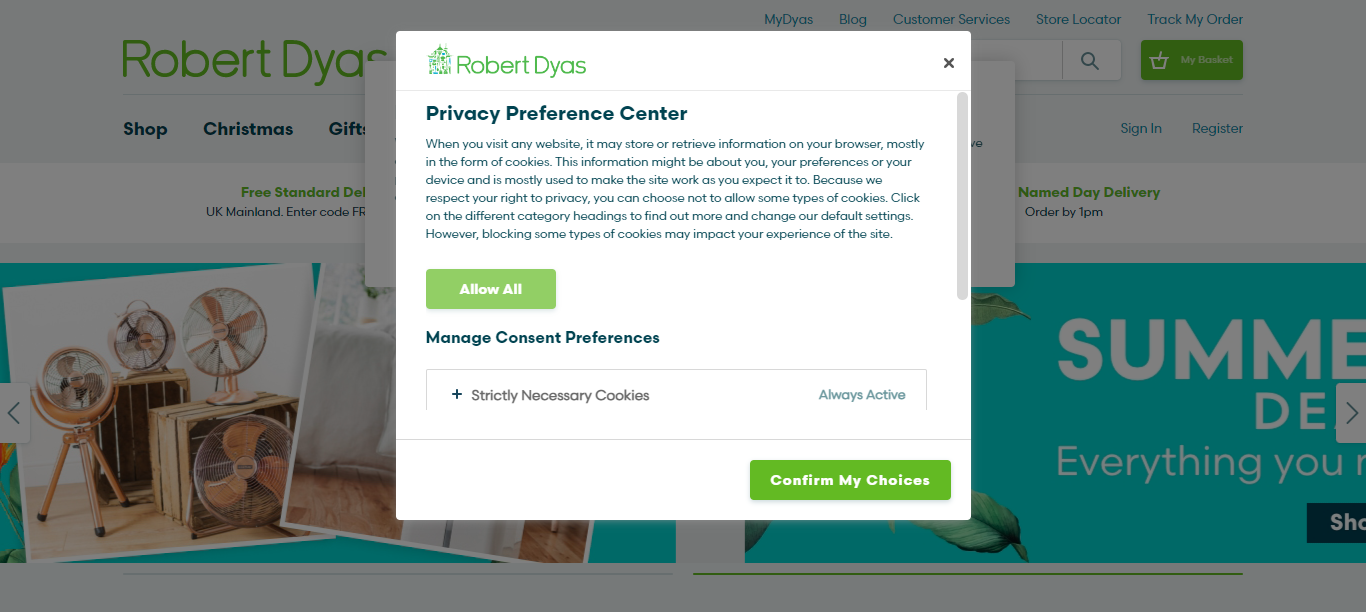 MyDyas Blog Customer Services Store Locator Track My Order
Robert Dyas
My Basket
Shop Christmas Gifts
Sign In Register
Free Standard Del
UK Mainland. Enter code FR
Named Day Delivery
Order by 1pm
Robert Dyas
Privacy Preference Center
When you visit any website, it may store or retrieve information on your browser, mostly
in the form of cookies. This information might be about you, your preferences or your
device and is mostly used to make the site work as you expect it to. Because we
respect your right to privacy, you can choose not to allow some types of cookies. Click
on the different category headings to find out more and change our default settings.
However, blocking some types of cookies may impact your experience of the site.
Allow All
Manage Consent Preferences
+ Strictly Necessary Cookies Always Active
Confirm My Choices
SUMME
DEA
Everything you n
Sho